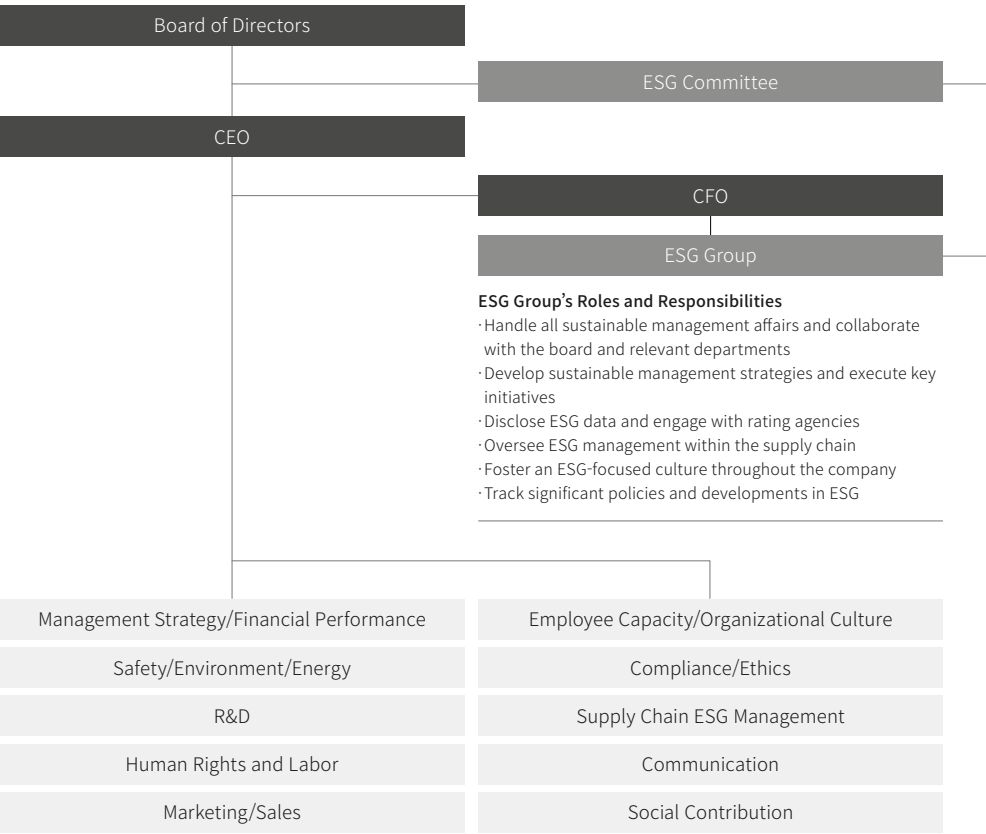 Board of Directors
ESG Committee
CEO
CFO
ESG Group
ESG Group’s Roles and Responsibilities
·Handle all sustainable management affairs and collaborate
with the board and relevant departments
·Develop sustainable management strategies and execute key
initiatives
·Disclose ESG data and engage with rating agencies
·Oversee ESG management within the supply chain
·Foster an ESG-focused culture throughout the company
·Track significant policies and developments in ESG
Management Strategy/Financial Performance
Employee Capacity/Organizational Culture
Safety/Environment/Energy
Compliance/Ethics
R&D
Supply Chain ESG Management
Human Rights and Labor
Communication
Marketing/Sales
Social Contribution